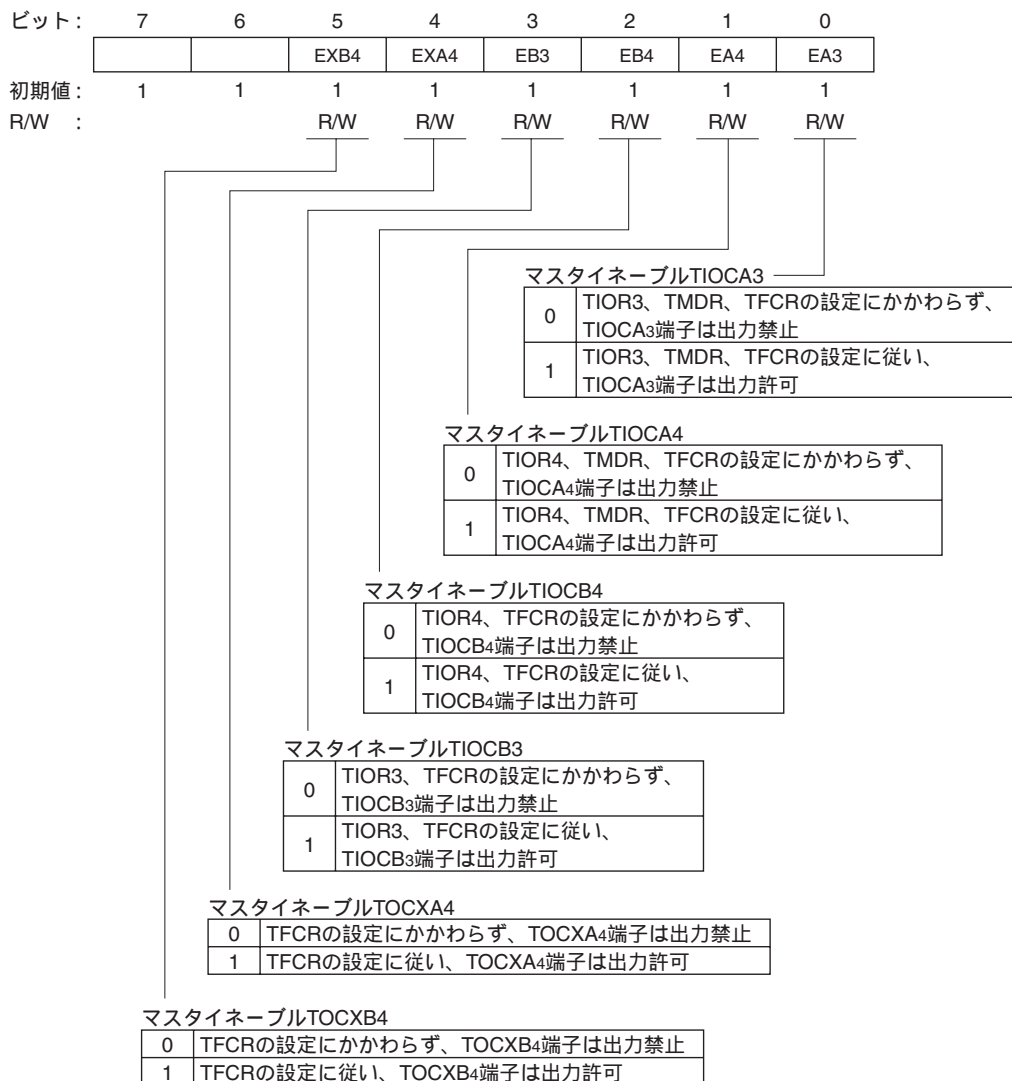 ビット: 7 6 5 4 3 2 1 0
EXB4 EXA4 EB3 EB4 EA4 EA3
初期値: 1 1 1 1 1 1 1 1
R/W : R/W R/W R/W R/W R/W R/W
マスタイネーブルTIOCA3
0 TIOR3、TMDR、TFCRの設定にかかわらず、
TIOCA3端子は出力禁止
1 TIOR3、TMDR、TFCRの設定に従い、
TIOCA3端子は出力許可
マスタイネーブルTIOCA4
0 TIOR4、TMDR、TFCRの設定にかかわらず、
TIOCA4端子は出力禁止
1 TIOR4、TMDR、TFCRの設定に従い、
TIOCA4端子は出力許可
マスタイネーブルTIOCB4
0 TIOR4、TFCRの設定にかかわらず、
TIOCB4端子は出力禁止
1 TIOR4、TFCRの設定に従い、
TIOCB4端子は出力許可
マスタイネーブルTIOCB3
0 TIOR3、TFCRの設定にかかわらず、
TIOCB3端子は出力禁止
1 TIOR3、TFCRの設定に従い、
TIOCB3端子は出力許可
マスタイネーブルTOCXA4
0 TFCRの設定にかかわらず、TOCXA4端子は出力禁止
1 TFCRの設定に従い、TOCXA4端子は出力許可
マスタイネーブルTOCXB4
0 TFCRの設定にかかわらず、TOCXB4端子は出力禁止
1 TFCRの設定に従い、TOCXB4端子は出力許可